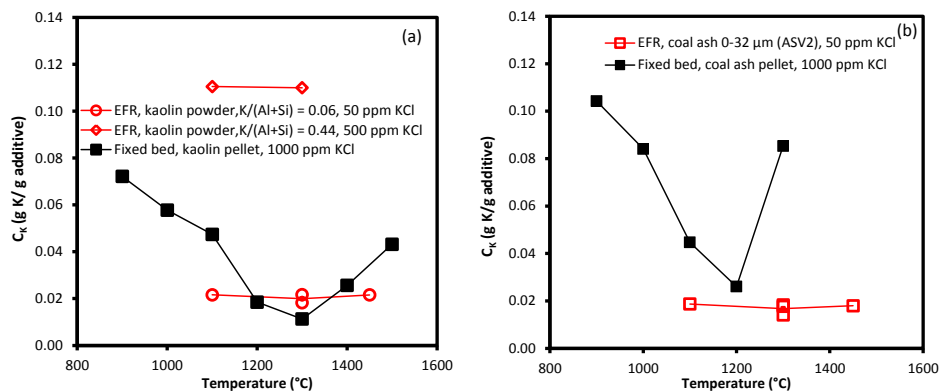 (a)
0.14
0.12
0.10
0.08
0.06
0.04
0.02
0.00
C_K (g K/ g additive)
EFR, kaolin powder,K/(Al+Si) = 0.06, 50 ppm KCl
EFR, kaolin powder,K/(Al+Si) = 0.44, 500 ppm KCl
Fixed bed, kaolin pellet, 1000 ppm KCl
800 1000 1200 1400 1600
Temperature (°C)
(b)
0.14
0.12
0.10
0.08
0.06
0.04
0.02
0.00
C_K (g K/g additive)
EFR, coal ash 0-32 µm (ASV2), 50 ppm KCl
Fixed bed, coal ash pellet, 1000 ppm KCl
800 1000 1200 1400 1600
Temperature (°C)